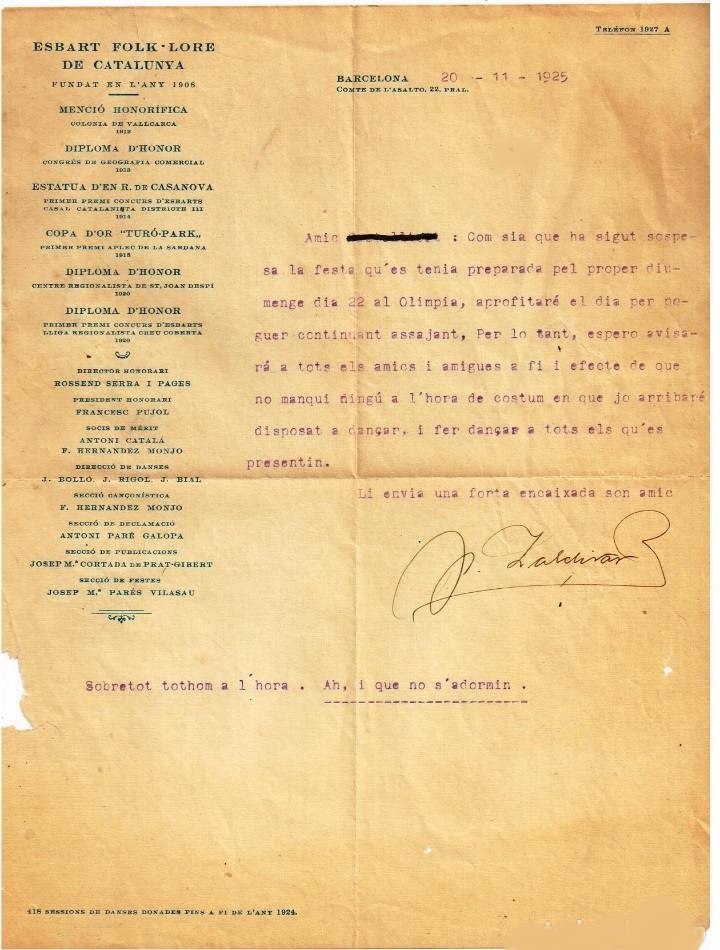 TELÉFON 1927 A
ESBART FOLK-LORE
DE CATALUNYA
FUNDAT EN L'ANY 1908
MENCIÓ HONORÍFICA
COLONIA DE VALLCARCA
1912
DIPLOMA D'HONOR
CONGRÉS DE GEOGRAFIA COMERCIAL
1913
ESTATUA D'EN R. DE CASANOVA
PRIMER PREMI CONCURS D'ESBARTS
CASAL CATALANISTA DISTRICTE III
1914
COPA D'OR "TURÓ-PARK„
PRIMER PREMI APLEC DE LA SARDANA
1915
DIPLOMA D'HONOR
CENTRE REGIONALISTA DE ST. JOAN DESPÍ
1920
DIPLOMA D'HONOR
PRIMER PREMI CONCURS D'ESBARTS
LLIGA REGIONALISTA CREU COBERTA
1920
DIRECTOR HONORARI
ROSSEND SERRA I PAGES
PRESIDENT HONORARI
FRANCESC PUJOL
SOCIS DE MÈRIT
ANTONI CATALÁ
F. HERNANDEZ MONJO
DIRECCIÓ DE DANSES
J. BOLLÓ, J. RIGOL, J. BIAL
SECCIÓ CANÇONÍSTICA
F. HERNANDEZ MONJO
SECCIÓ DE DECLAMACIÓ
ANTONI PARÉ GALOPA
SECCIÓ DE PUBLICACIONS
JOSEP M.ª CORTADA DE PRAT-GIBERT
SECCIÓ DE FESTES
JOSEP M.ª PARÉS VILASAU
BARCELONA 20 - 11 - 1925
COMTE DE L'ASALTO, 22, PRAL.
Amic : Com sia que ha sigut sospe-
sa la festa qu'es tenia preparada pel proper diu-
menge dia 22 al Olimpia, aprofitaré el dia per po-
guer continuant assajant, Per lo tant, espero avisa-
rá a tots els amics i amigues a fi i efecte de que
no manqui ningú a l'hora de costum en que jo arribaré
disposat a dançar, i fer dançar a tots els qu'es
presentin.
Li envia una forta encaixada son amic
Zaldivar
Sobretot tothom a l'hora . Ah, i que no s'adormin .
418 SESSIONS DE DANSES DONADES FINS A FI DE L'ANY 1924.